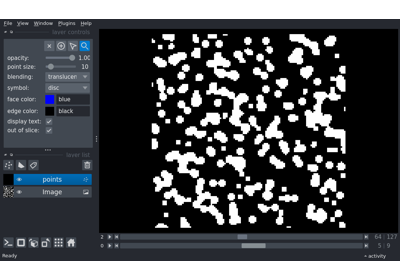 File View Window Plugins Help
layer controls
opacity: 1.00
point size: 10
blending: translucen
symbol: disc
face color: blue
edge color: black
display text:
out of slice:
layer list
points
Image
2 64 127
0 5 9
Ready activity